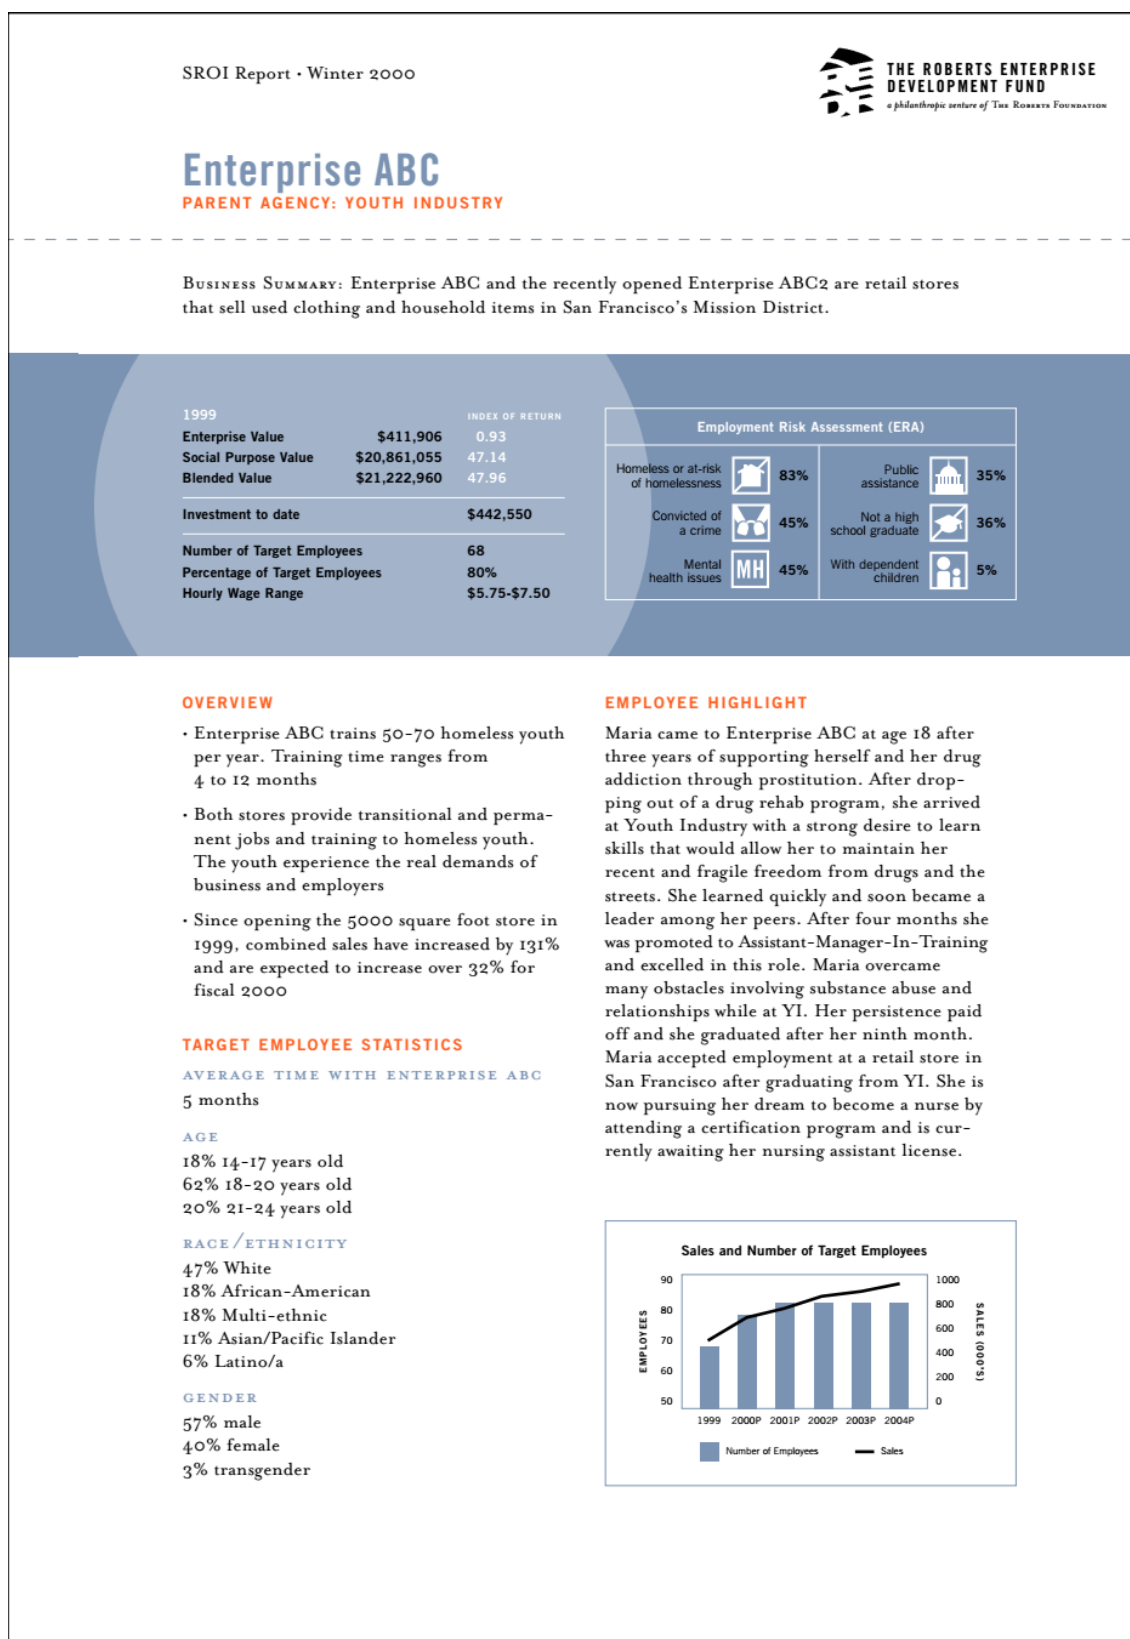 SROI Report • Winter 2000
THE ROBERTS ENTERPRISE
DEVELOPMENT FUND
a philanthropic venture of The Roberts Foundation
Enterprise ABC
PARENT AGENCY: YOUTH INDUSTRY
Business Summary: Enterprise ABC and the recently opened Enterprise ABC2 are retail stores
that sell used clothing and household items in San Francisco's Mission District.
1999 INDEX OF RETURN
Enterprise Value $411,906 0.93
Social Purpose Value $20,861,055 47.14
Blended Value $21,222,960 47.96
Investment to date $442,550
Number of Target Employees 68
Percentage of Target Employees 80%
Hourly Wage Range $5.75-$7.50
Employment Risk Assessment (ERA)
Homeless or at-risk
of homelessness 83%
Convicted of
a crime 45%
Mental
health issues MH 45%
Public
assistance 35%
Not a high
school graduate 36%
With dependent
children 5%
OVERVIEW
• Enterprise ABC trains 50-70 homeless youth
per year. Training time ranges from
4 to 12 months
• Both stores provide transitional and perma-
nent jobs and training to homeless youth.
The youth experience the real demands of
business and employers
• Since opening the 5000 square foot store in
1999, combined sales have increased by 131%
and are expected to increase over 32% for
fiscal 2000
TARGET EMPLOYEE STATISTICS
AVERAGE TIME WITH ENTERPRISE ABC
5 months
AGE
18% 14-17 years old
62% 18-20 years old
20% 21-24 years old
RACE/ETHNICITY
47% White
18% African-American
18% Multi-ethnic
11% Asian/Pacific Islander
6% Latino/a
GENDER
57% male
40% female
3% transgender
EMPLOYEE HIGHLIGHT
Maria came to Enterprise ABC at age 18 after
three years of supporting herself and her drug
addiction through prostitution. After drop-
ping out of a drug rehab program, she arrived
at Youth Industry with a strong desire to learn
skills that would allow her to maintain her
recent and fragile freedom from drugs and the
streets. She learned quickly and soon became a
leader among her peers. After four months she
was promoted to Assistant-Manager-In-Training
and excelled in this role. Maria overcame
many obstacles involving substance abuse and
relationships while at YI. Her persistence paid
off and she graduated after her ninth month.
Maria accepted employment at a retail store in
San Francisco after graduating from YI. She is
now pursuing her dream to become a nurse by
attending a certification program and is cur-
rently awaiting her nursing assistant license.
Sales and Number of Target Employees
EMPLOYEES
90
80
70
60
50
1000
800
600
400
200
0
SALES (000'S)
1999 2000P 2001P 2002P 2003P 2004P
Number of Employees Sales